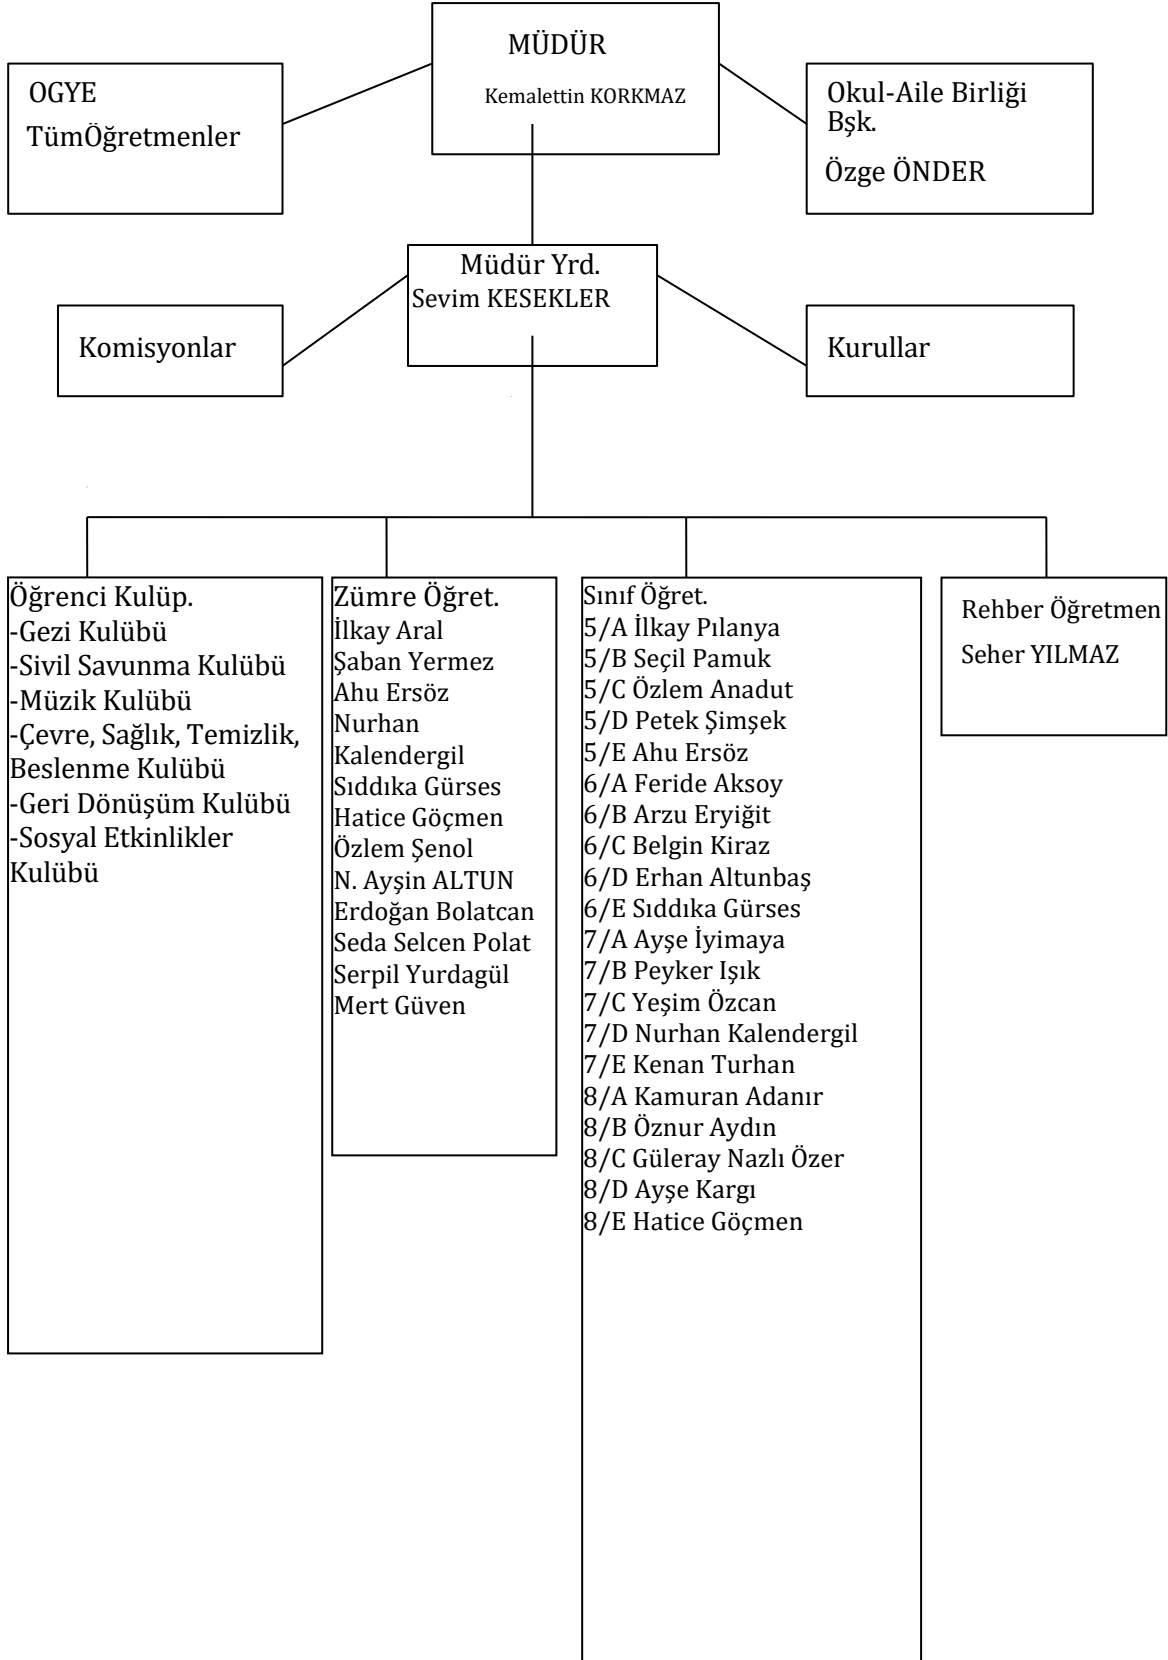 MÜDÜR
Kemalettin KORKMAZ
OGYE
TümÖğretmenler
Okul-Aile Birliği
Bşk.
Özge ÖNDER
Müdür Yrd.
Sevim KESEKLER
Komisyonlar
Kurullar
Öğrenci Kulüp.
-Gezi Kulübü
-Sivil Savunma Kulübü
-Müzik Kulübü
-Çevre, Sağlık, Temizlik,
Beslenme Kulübü
-Geri Dönüşüm Kulübü
-Sosyal Etkinlikler
Kulübü
Zümre Öğret.
İlkay Aral
Şaban Yermez
Ahu Ersöz
Nurhan
Kalendergil
Sıddıka Gürses
Hatice Göçmen
Özlem Şenol
N. Ayşin ALTUN
Erdoğan Bolatcan
Seda Selcen Polat
Serpil Yurdagül
Mert Güven
Sınıf Öğret.
5/A İlkay Pılanya
5/B Seçil Pamuk
5/C Özlem Anadut
5/D Petek Şimşek
5/E Ahu Ersöz
6/A Feride Aksoy
6/B Arzu Eryiğit
6/C Belgin Kiraz
6/D Erhan Altunbaş
6/E Sıddıka Gürses
7/A Ayşe İyimaya
7/B Peyker Işık
7/C Yeşim Özcan
7/D Nurhan Kalendergil
7/E Kenan Turhan
8/A Kamuran Adanır
8/B Öznur Aydın
8/C Güleray Nazlı Özer
8/D Ayşe Kargı
8/E Hatice Göçmen
Rehber Öğretmen
Seher YILMAZ